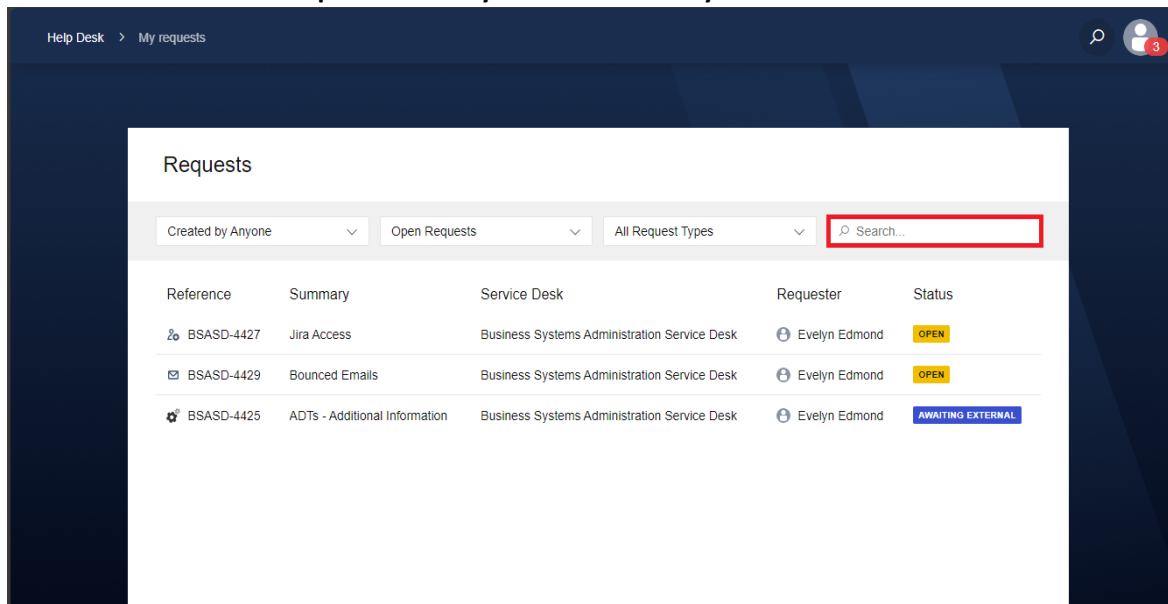 Help Desk > My requests
3
Requests
Created by Anyone Open Requests All Request Types Search...
Reference Summary Service Desk Requester Status
BSASD-4427 Jira Access Business Systems Administration Service Desk Evelyn Edmond OPEN
BSASD-4429 Bounced Emails Business Systems Administration Service Desk Evelyn Edmond OPEN
BSASD-4425 ADTs - Additional Information Business Systems Administration Service Desk Evelyn Edmond AWAITING EXTERNAL